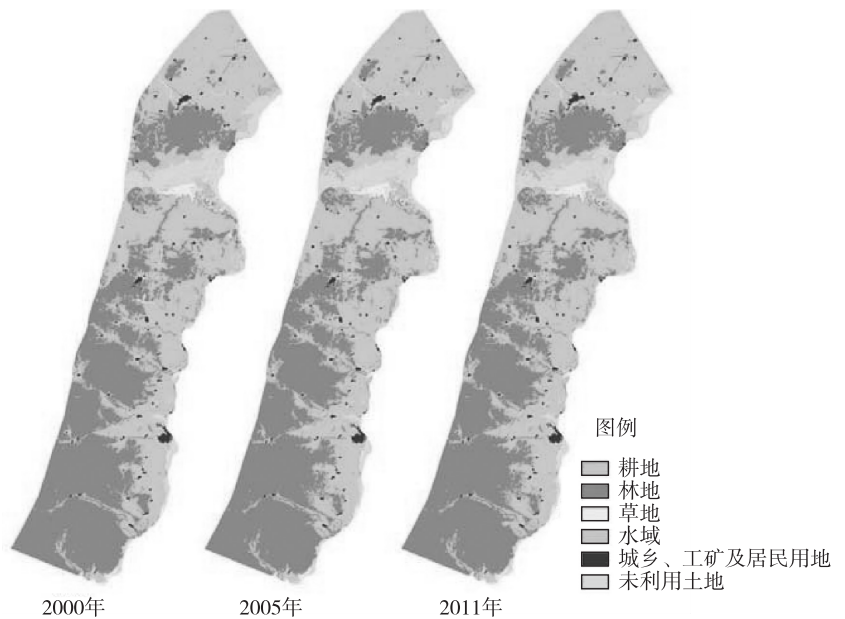 图例
耕地
林地
草地
水域
城乡、工矿及居民用地
未利用土地
2000年
2005年
2011年